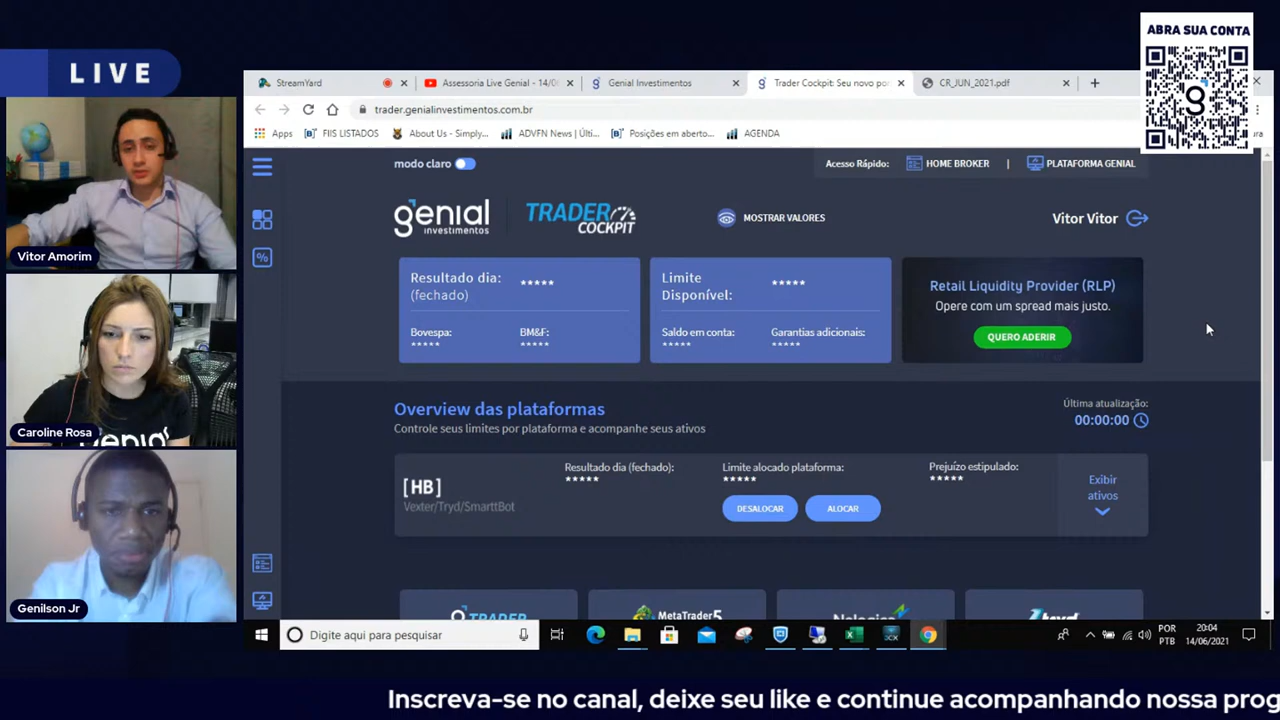 LIVE
ABRA SUA CONTA
Vitor Amorim
Caroline Rosa
genial
Genilson Jr
StreamYard
Assessoria Live Genial - 14/0
Genial Investimentos
Trader Cockpit: Seu novo po
CR_JUN_2021.pdf
trader.genialinvestimentos.com.br
Apps
FIIS LISTADOS
About Us - Simply...
ADVFN News | Últi...
Posições em aberto...
AGENDA
modo claro
Acesso Rápido:
HOME BROKER
|
PLATAFORMA GENIAL
genial
investimentos
TRADER
COCKPIT
MOSTRAR VALORES
Vitor Vitor
Resultado dia:
(fechado)
*****
Bovespa:
*****
BM&F:
*****
Limite
Disponível:
*****
Saldo em conta:
*****
Garantias adicionais:
*****
Retail Liquidity Provider (RLP)
Opere com um spread mais justo.
QUERO ADERIR
Overview das plataformas
Controle seus limites por plataforma e acompanhe seus ativos
Última atualização:
00:00:00
[HB]
Vexter/Tryd/SmarttBot
Resultado dia (fechado):
*****
Limite alocado plataforma:
*****
DESALOCAR
ALOCAR
Prejuízo estipulado:
*****
Exibir
ativos
TRADER
MetaTrader5
Nelogica
tryd
Digite aqui para pesquisar
POR
PTB
20:04
14/06/2021
Inscreva-se no canal, deixe seu like e continue acompanhando nossa prog